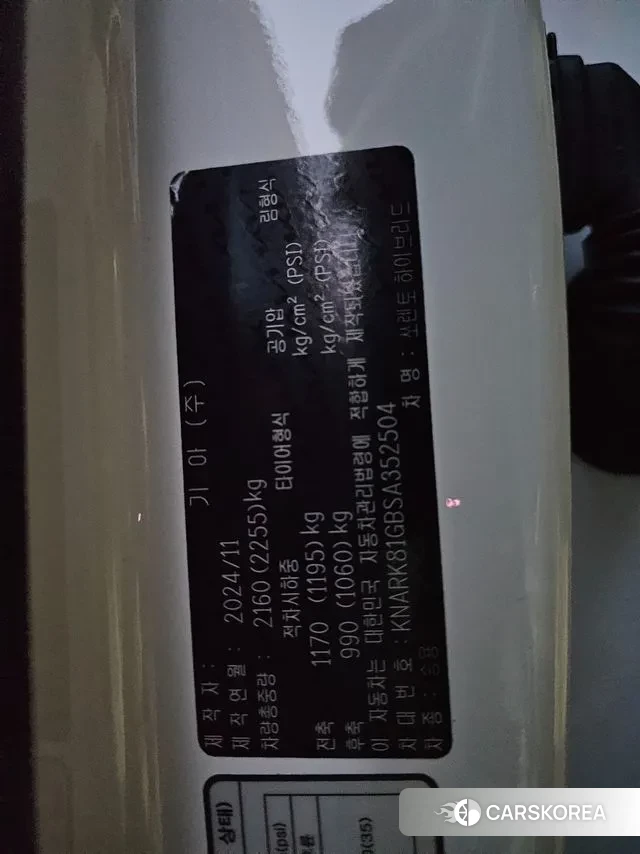 제작자 : 기아 (주)
제작연월 : 2024/11
차량총중량 : 2160(2255)kg
적차시하중 타이어형식 공기압 림형식
전축 1170 (1195)kg kg/cm² (PSI)
후축 990 (1060)kg kg/cm² (PSI)
이 자동차는 대한민국 자동차관리법령에 적합하게 제작되었습니다.
차대번호 : KNARK81GBSA352504
차종 : 승용 차명 : 쏘렌토 하이브리드
상태)
(psi)
(35)
CARSKOREA